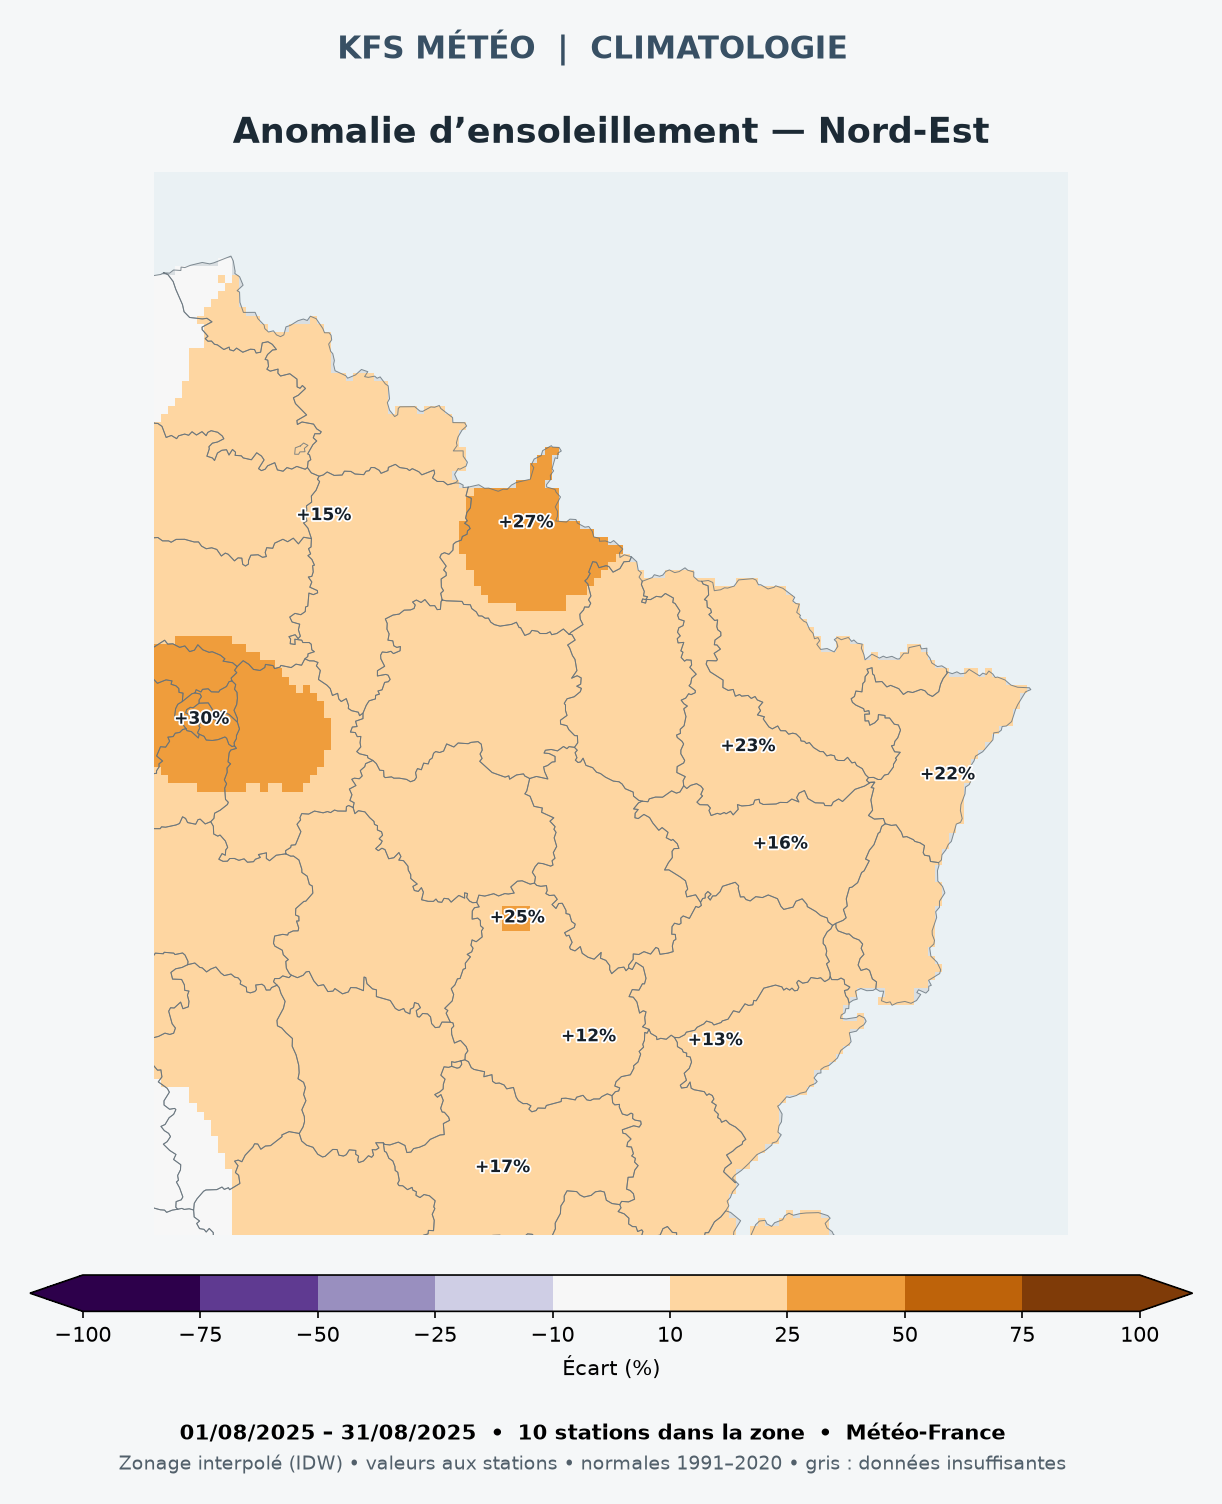 KFS MÉTÉO | CLIMATOLOGIE
Anomalie d’ensoleillement — Nord-Est
+15%
+27%
+30%
+23%
+22%
+16%
+25%
+12%
+13%
+17%
−100 −75 −50 −25 −10 10 25 50 75 100
Écart (%)
01/08/2025 – 31/08/2025 • 10 stations dans la zone • Météo-France
Zonage interpolé (IDW) • valeurs aux stations • normales 1991–2020 • gris : données insuffisantes